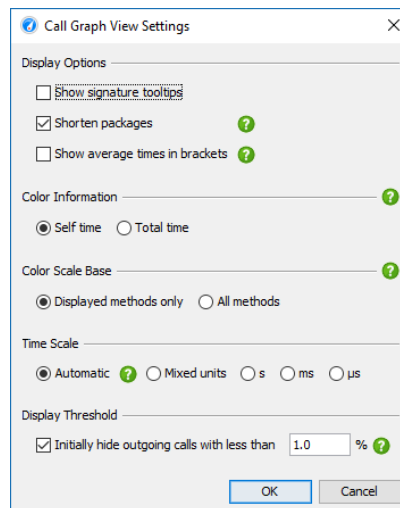 Call Graph View Settings
Display Options
Show signature tooltips
Shorten packages
Show average times in brackets
Color Information
Self time Total time
Color Scale Base
Displayed methods only All methods
Time Scale
Automatic Mixed units s ms µs
Display Threshold
Initially hide outgoing calls with less than 1.0 %
OK Cancel